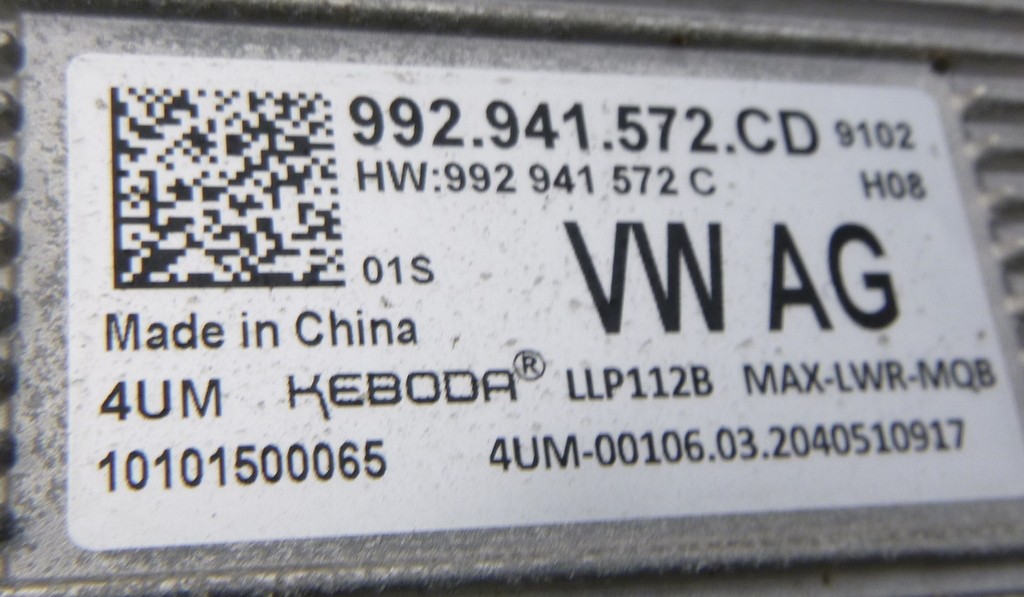 992.941.572.CD 9102
HW:992 941 572 C H08
01S VW AG
Made in China
4UM KEBODA® LLP112B MAX-LWR-MQB
10101500065 4UM-00106.03.2040510917